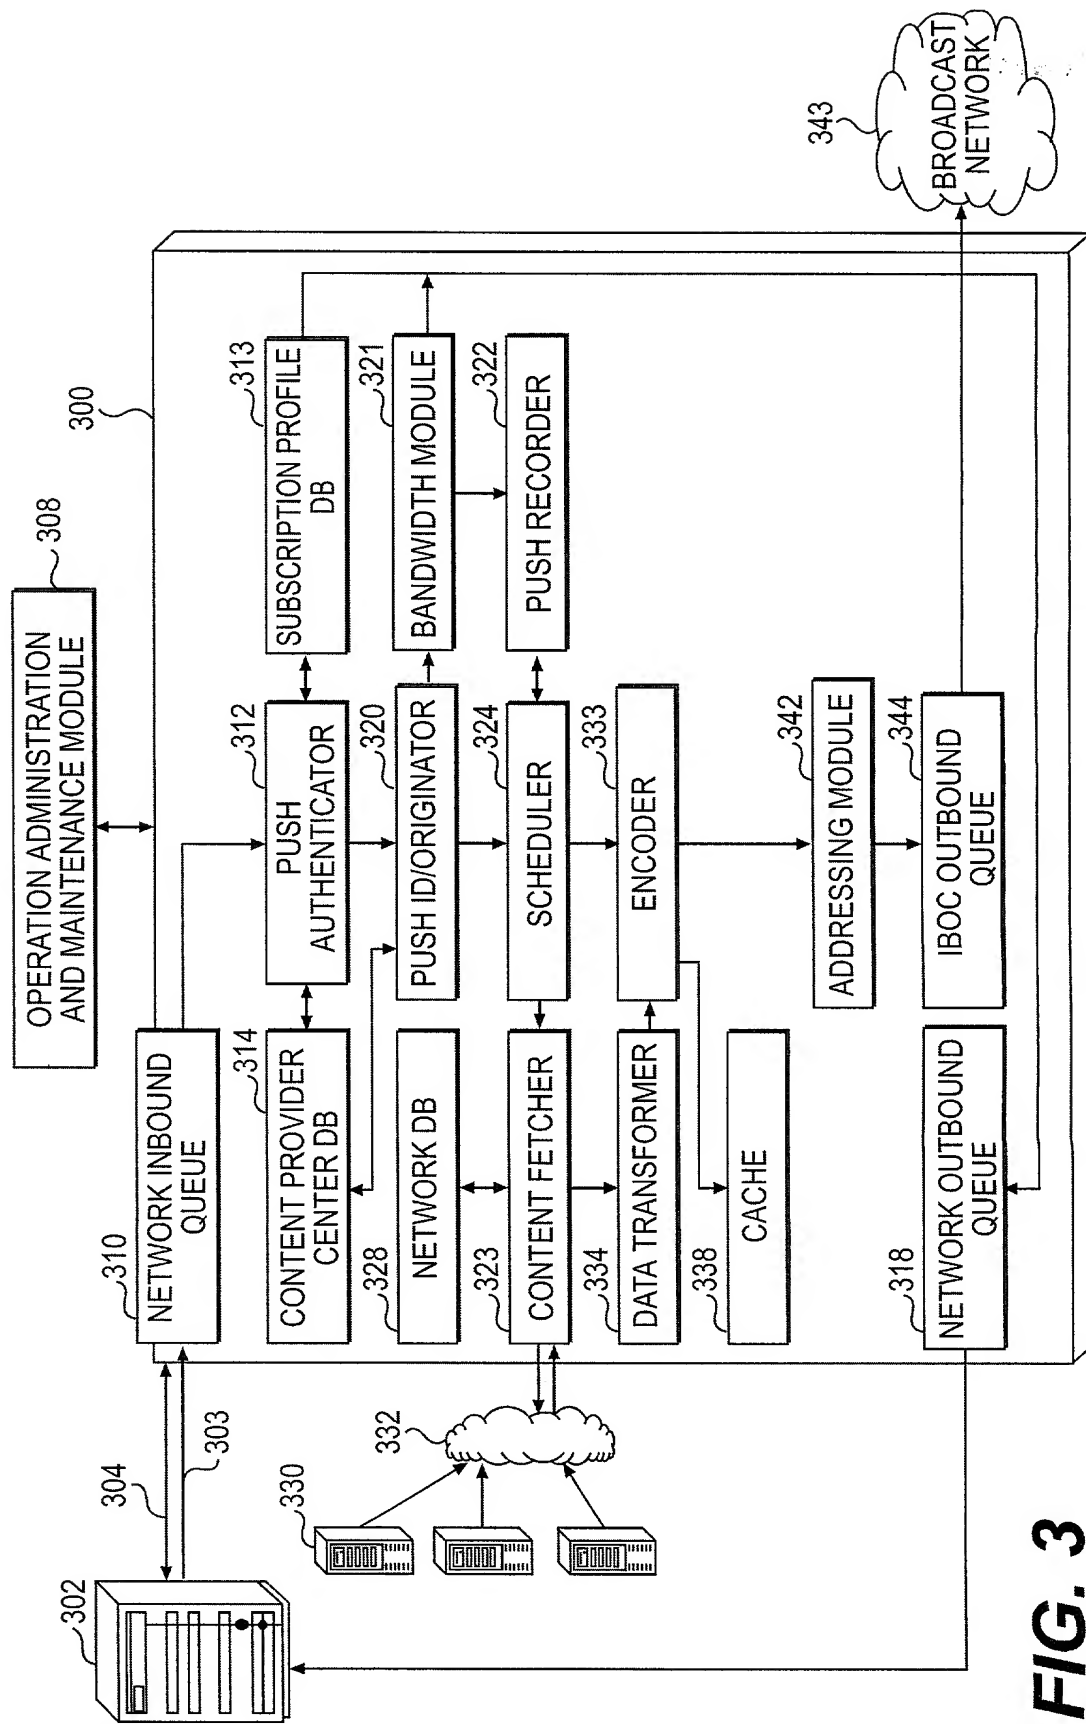 OPERATION ADMINISTRATION
AND MAINTENANCE MODULE
308
300
302
304
303
310
NETWORK INBOUND
QUEUE
314
CONTENT PROVIDER
CENTER DB
312
PUSH
AUTHENTICATOR
313
SUBSCRIPTION PROFILE
DB
328
NETWORK DB
320
PUSH ID/ORIGINATOR
321
BANDWIDTH MODULE
330
332
323
CONTENT FETCHER
324
SCHEDULER
322
PUSH RECORDER
334
DATA TRANSFORMER
333
ENCODER
338
CACHE
342
ADDRESSING MODULE
318
NETWORK OUTBOUND
QUEUE
344
IBOC OUTBOUND
QUEUE
343
BROADCAST
NETWORK
FIG. 3